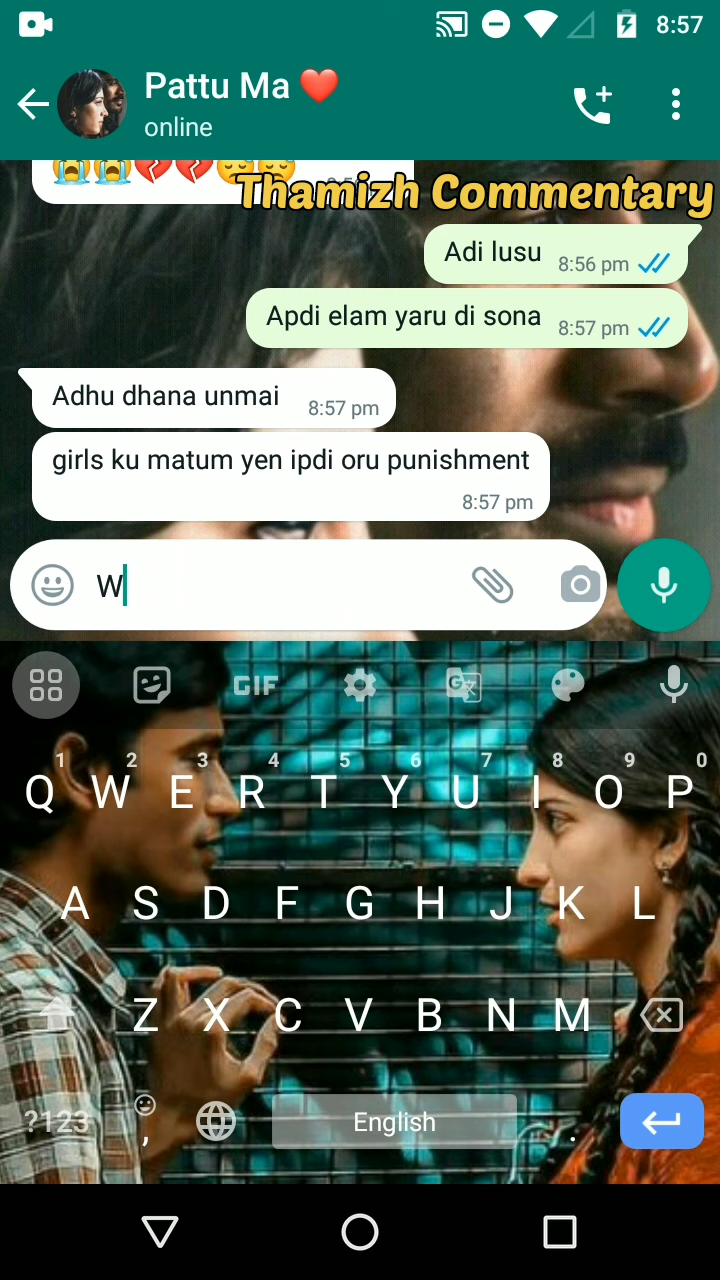 8:57
Pattu Ma ❤️
online
Thamizh Commentary
Adi lusu 8:56 pm
Apdi elam yaru di sona 8:57 pm
Adhu dhana unmai 8:57 pm
girls ku matum yen ipdi oru punishment
8:57 pm
W
GIF
1 2 3 4 5 6 7 8 9 0
Q W E R T Y U I O P
A S D F G H J K L
Z X C V B N M
?123 , English .